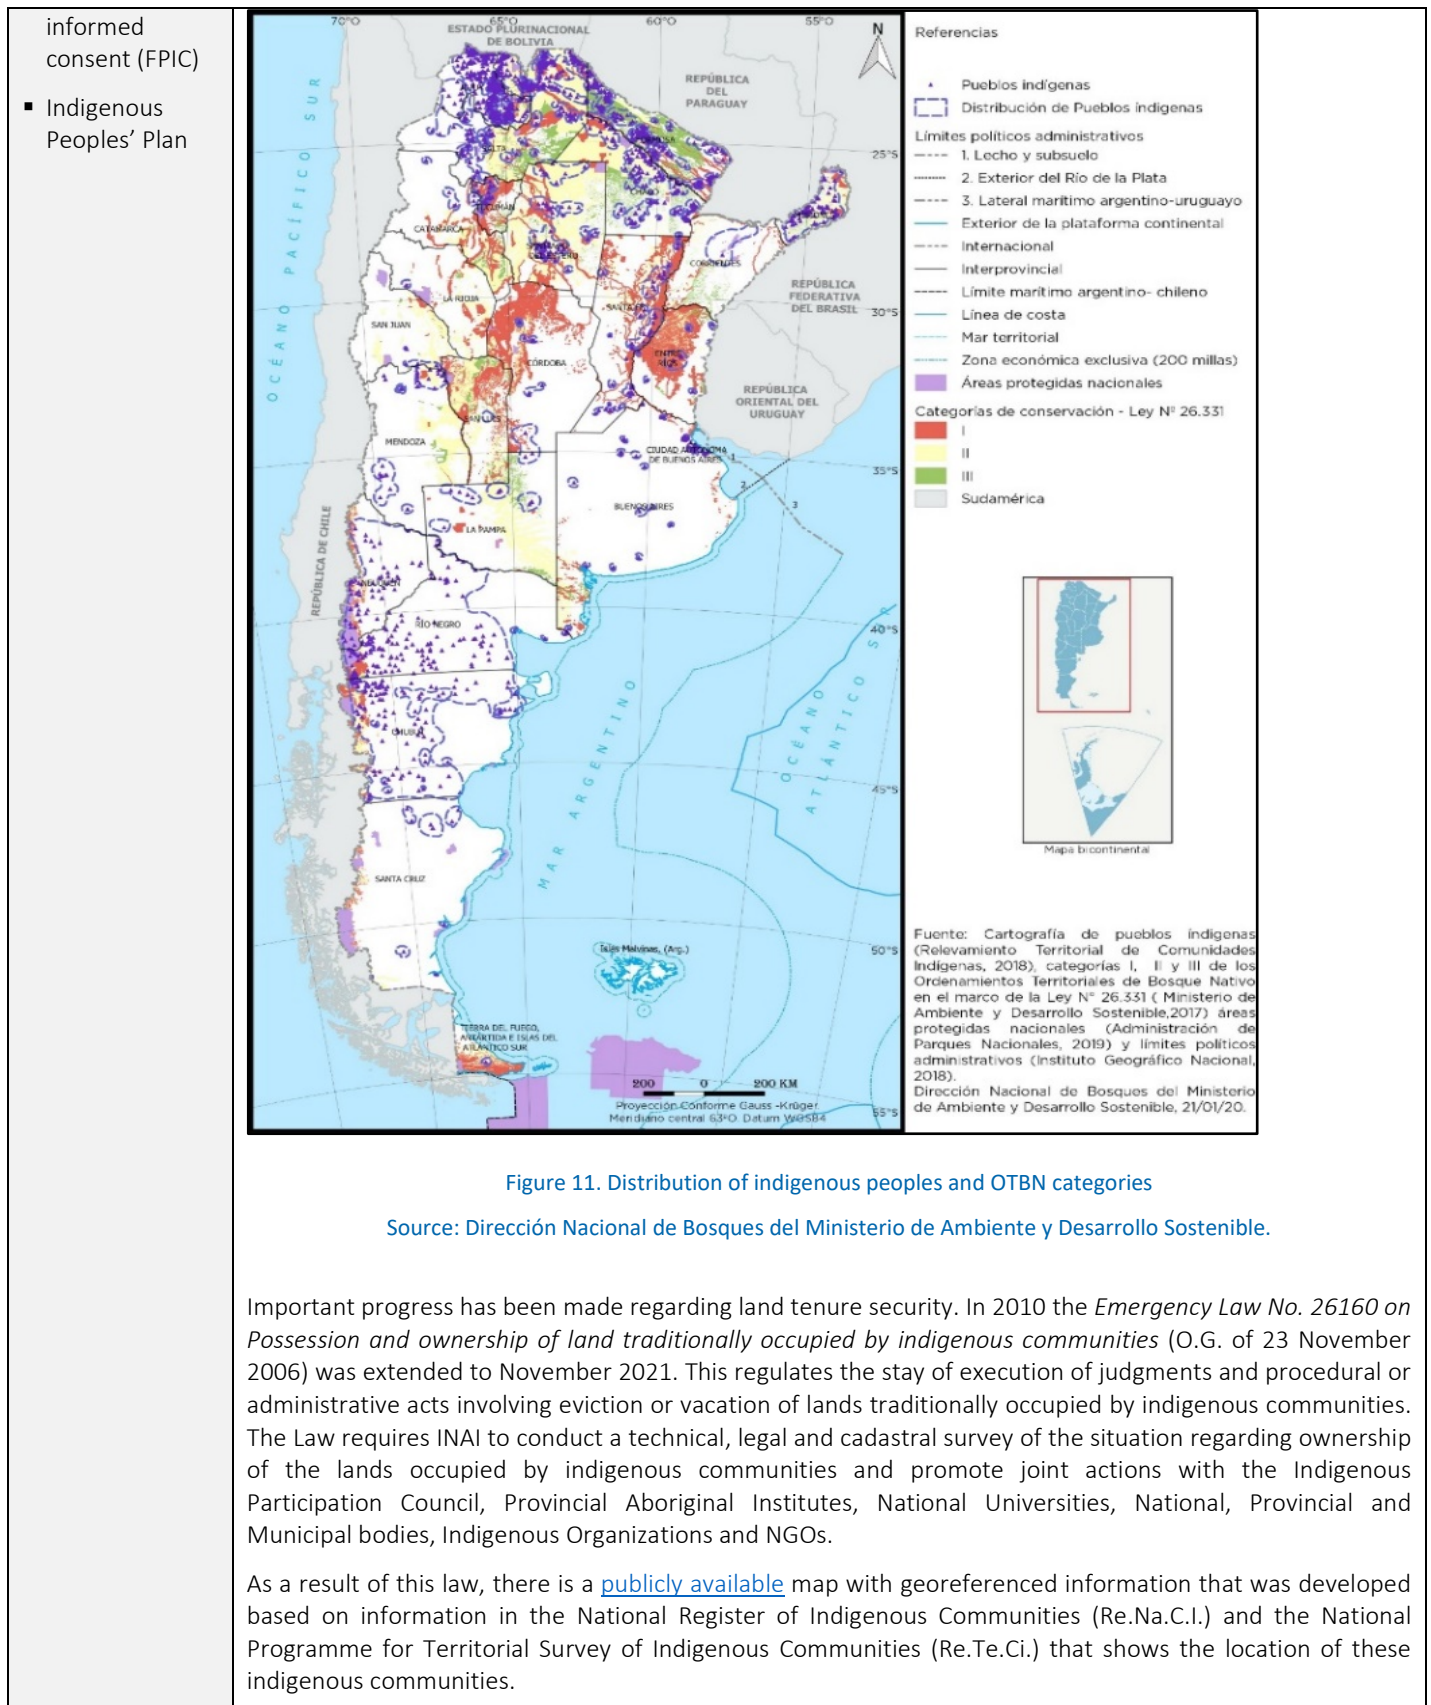 informed
consent (FPIC)
▪ Indigenous
Peoples’ Plan
70°O
65°O
60°O
55°O
ESTADO PLURINACIONAL
DE BOLIVIA
REPÚBLICA
DEL
PARAGUAY
N
OCÉANO PACÍFICO SUR
25°S
SALTA
CHACO
TUCUMÁN
CATAMARCA
CORRIENTES
REPÚBLICA
FEDERATIVA
DEL BRASIL
30°S
LA RIOJA
SAN JUAN
SANTA FE
CÓRDOBA
ENTRE
RÍOS
REPÚBLICA
ORIENTAL DEL
URUGUAY
SAN LUIS
MENDOZA
CIUDAD AUTÓNOMA
DE BUENOS AIRES
1
2
3
35°S
BUENOS AIRES
LA PAMPA
REPÚBLICA DE CHILE
NEUQUÉN
RÍO NEGRO
40°S
CHUBUT
MAR ARGENTINO
OCÉANO
ATLÁNTICO SUR
45°S
SANTA CRUZ
Islas Malvinas, (Arg.)
50°S
TIERRA DEL FUEGO,
ANTÁRTIDA E ISLAS DEL
ATLÁNTICO SUR
200 0 200 KM
Proyección Conforme Gauss -Krüger
Meridiano central 63ºO. Datum WGS84
55°S
Referencias
Pueblos indígenas
Distribución de Pueblos indígenas
Límites políticos administrativos
1. Lecho y subsuelo
2. Exterior del Río de la Plata
3. Lateral marítimo argentino-uruguayo
Exterior de la plataforma continental
Internacional
Interprovincial
Límite marítimo argentino- chileno
Línea de costa
Mar territorial
Zona económica exclusiva (200 millas)
Áreas protegidas nacionales
Categorías de conservación - Ley Nº 26.331
I
II
III
Sudamérica
Mapa bicontinental
Fuente: Cartografía de pueblos indígenas
(Relevamiento Territorial de Comunidades
Indígenas, 2018), categorías I, II y III de los
Ordenamientos Territoriales de Bosque Nativo
en el marco de la Ley N° 26.331 ( Ministerio de
Ambiente y Desarrollo Sostenible,2017) áreas
protegidas nacionales (Administración de
Parques Nacionales, 2019) y límites políticos
administrativos (Instituto Geográfico Nacional,
2018).
Dirección Nacional de Bosques del Ministerio
de Ambiente y Desarrollo Sostenible, 21/01/20.
Figure 11. Distribution of indigenous peoples and OTBN categories
Source: Dirección Nacional de Bosques del Ministerio de Ambiente y Desarrollo Sostenible.
Important progress has been made regarding land tenure security. In 2010 the Emergency Law No. 26160 on
Possession and ownership of land traditionally occupied by indigenous communities (O.G. of 23 November
2006) was extended to November 2021. This regulates the stay of execution of judgments and procedural or
administrative acts involving eviction or vacation of lands traditionally occupied by indigenous communities.
The Law requires INAI to conduct a technical, legal and cadastral survey of the situation regarding ownership
of the lands occupied by indigenous communities and promote joint actions with the Indigenous
Participation Council, Provincial Aboriginal Institutes, National Universities, National, Provincial and
Municipal bodies, Indigenous Organizations and NGOs.
As a result of this law, there is a publicly available map with georeferenced information that was developed
based on information in the National Register of Indigenous Communities (Re.Na.C.I.) and the National
Programme for Territorial Survey of Indigenous Communities (Re.Te.Ci.) that shows the location of these
indigenous communities.